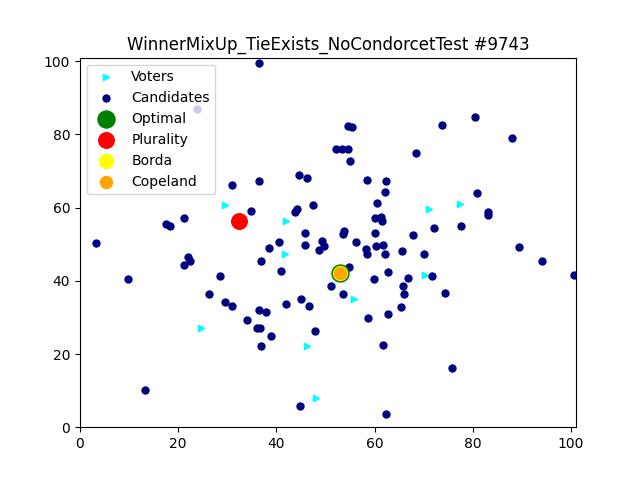 WinnerMixUp_TieExists_NoCondorcetTest #9743
Voters
Candidates
Optimal
Plurality
Borda
Copeland
100
80
60
40
20
0
0 20 40 60 80 100